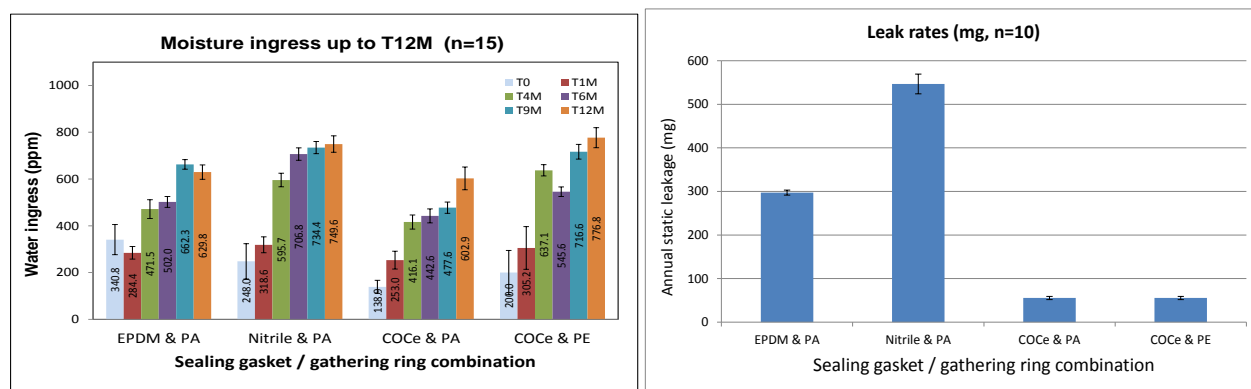 Moisture ingress up to T12M (n=15)
Water ingress (ppm)
1000
800
600
400
200
0
T0 T1M
T4M T6M
T9M T12M
340.8 284.4 471.5 502.0 662.3 629.8
248.0 318.6 595.7 706.8 734.4 749.6
138.9 253.0 416.1 442.6 477.6 602.9
200.0 305.2 637.1 545.6 716.6 776.8
EPDM & PA Nitrile & PA COCe & PA COCe & PE
Sealing gasket / gathering ring combination
Leak rates (mg, n=10)
Annual static leakage (mg)
600
500
400
300
200
100
0
EPDM & PA Nitrile & PA COCe & PA COCe & PE
Sealing gasket / gathering ring combination